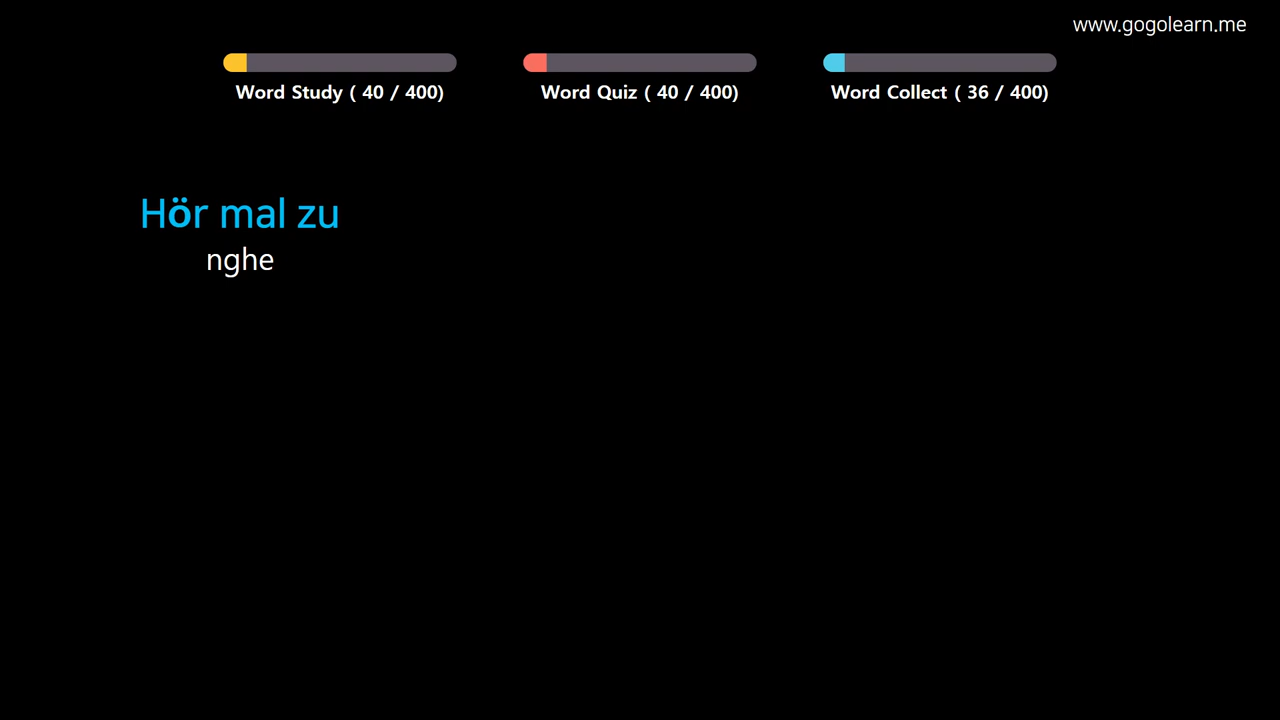 www.gogolearn.me
Word Study ( 40 / 400)
Word Quiz ( 40 / 400)
Word Collect ( 36 / 400)
Hör mal zu
nghe